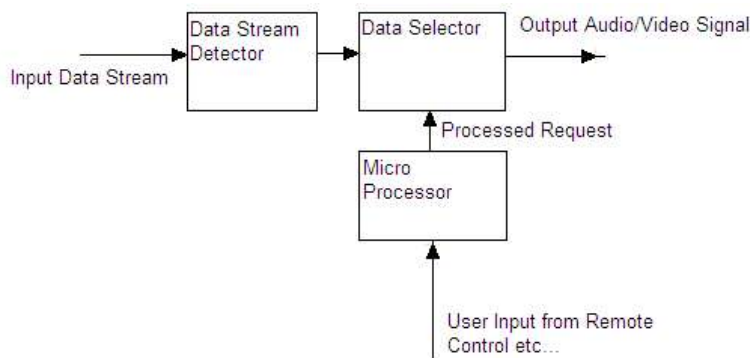 Data Stream
Detector
Data Selector
Output Audio/Video Signal
Input Data Stream
Processed Request
Micro
Processor
User Input from Remote
Control etc...